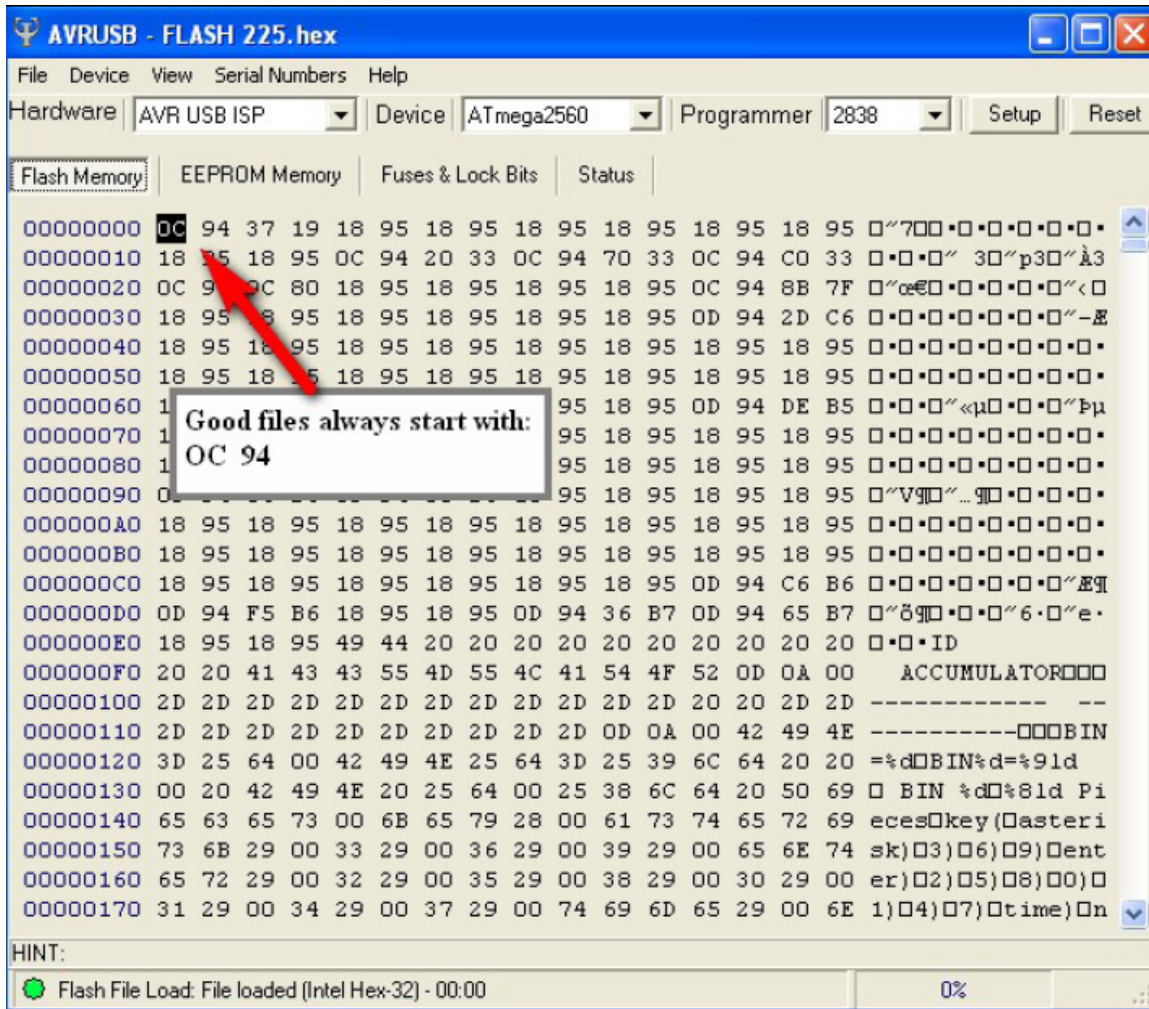 AVRUSB - FLASH 225.hex
File Device View Serial Numbers Help
Hardware AVR USB ISP Device ATmega2560 Programmer 2838 Setup Reset
Flash Memory EEPROM Memory Fuses & Lock Bits Status
00000000 0C 94 37 19 18 95 18 95 18 95 18 95 18 95 18 95 □″7□□•□•□•□•□•□•
00000010 18 95 18 95 0C 94 20 33 0C 94 70 33 0C 94 C0 33 □•□•□″ 3□″p3□″À3
00000020 0C 9C 80 18 95 18 95 18 95 18 95 0C 94 8B 7F □″œ€□•□•□•□•□″‹□
00000030 18 95 18 95 18 95 18 95 18 95 18 95 0D 94 2D C6 □•□•□•□•□•□•□″-Æ
00000040 18 95 18 95 18 95 18 95 18 95 18 95 18 95 18 95 □•□•□•□•□•□•□•□•
00000050 18 95 18 95 18 95 18 95 18 95 18 95 18 95 18 95 □•□•□•□•□•□•□•□•
00000060 1 95 18 95 0D 94 DE B5 □•□•□″«µ□•□•□″Þµ
00000070 1 95 18 95 18 95 18 95 □•□•□•□•□•□•□•□•
00000080 1 95 18 95 18 95 18 95 □•□•□•□•□•□•□•□•
00000090 95 18 95 18 95 18 95 □″V¶□″…¶□•□•□•□•
Good files always start with:
OC 94
000000A0 18 95 18 95 18 95 18 95 18 95 18 95 18 95 18 95 □•□•□•□•□•□•□•□•
000000B0 18 95 18 95 18 95 18 95 18 95 18 95 18 95 18 95 □•□•□•□•□•□•□•□•
000000C0 18 95 18 95 18 95 18 95 18 95 18 95 0D 94 C6 B6 □•□•□•□•□•□•□″Æ¶
000000D0 0D 94 F5 B6 18 95 18 95 0D 94 36 B7 0D 94 65 B7 □″õ¶□•□•□″6·□″e·
000000E0 18 95 18 95 49 44 20 20 20 20 20 20 20 20 20 20 □•□•ID
000000F0 20 20 41 43 43 55 4D 55 4C 41 54 4F 52 0D 0A 00 ACCUMULATOR□□□
00000100 2D 2D 2D 2D 2D 2D 2D 2D 2D 2D 2D 2D 20 20 2D 2D ------------  --
00000110 2D 2D 2D 2D 2D 2D 2D 2D 2D 2D 0D 0A 00 42 49 4E ----------□□□BIN
00000120 3D 25 64 00 42 49 4E 25 64 3D 25 39 6C 64 20 20 =%d□BIN%d=%9ld
00000130 00 20 42 49 4E 20 25 64 00 25 38 6C 64 20 50 69 □ BIN %d□%8ld Pi
00000140 65 63 65 73 00 6B 65 79 28 00 61 73 74 65 72 69 eces□key(□asteri
00000150 73 6B 29 00 33 29 00 36 29 00 39 29 00 65 6E 74 sk)□3)□6)□9)□ent
00000160 65 72 29 00 32 29 00 35 29 00 38 29 00 30 29 00 er)□2)□5)□8)□0)□
00000170 31 29 00 34 29 00 37 29 00 74 69 6D 65 29 00 6E 1)□4)□7)□time)□n
HINT:
Flash File Load: File loaded (Intel Hex-32) - 00:00 0%